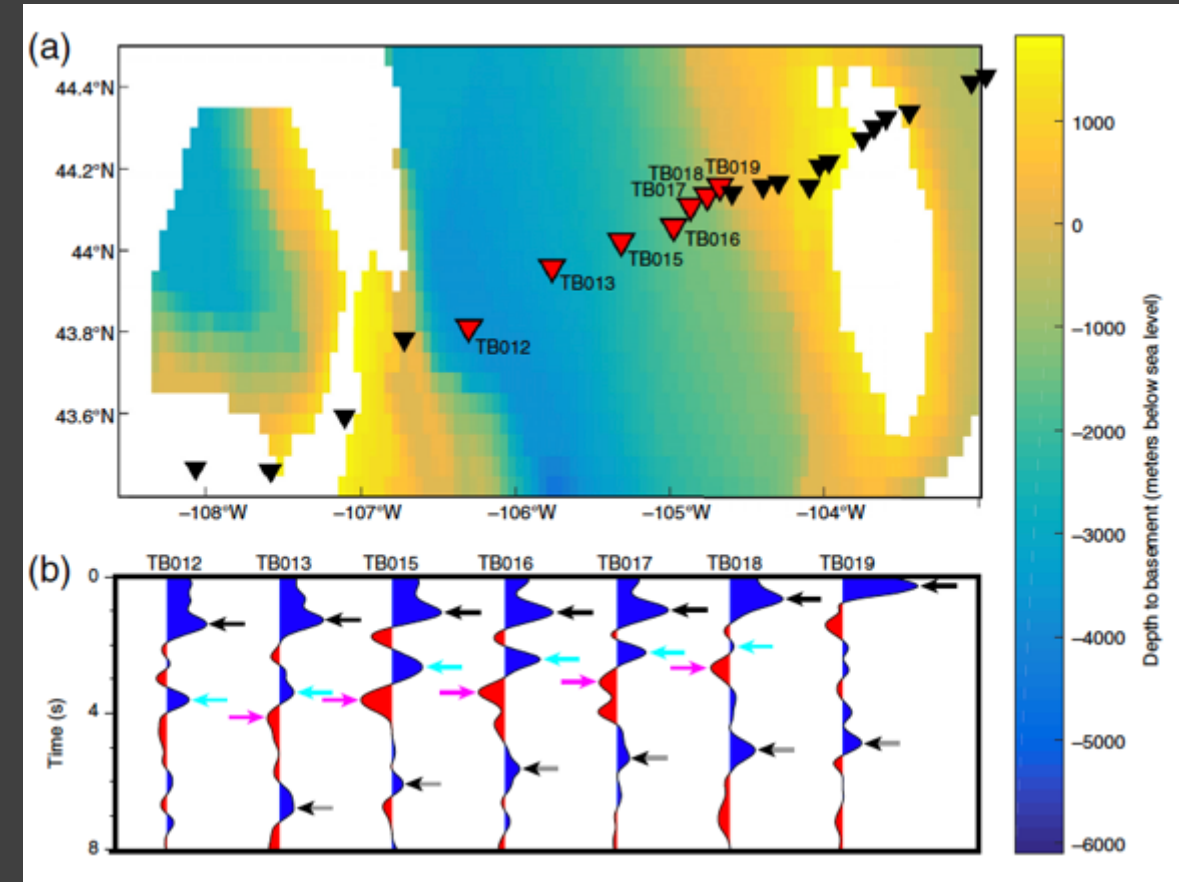 (a)
44.4°N
44.2°N
44°N
43.8°N
43.6°N
−108°W
−107°W
−106°W
−105°W
−104°W
TB018
TB019
TB017
TB016
TB015
TB013
TB012
1000
0
−1000
−2000
−3000
−4000
−5000
−6000
Depth to basement (meters below sea level)
(b)
TB012
TB013
TB015
TB016
TB017
TB018
TB019
0
4
8
Time (s)